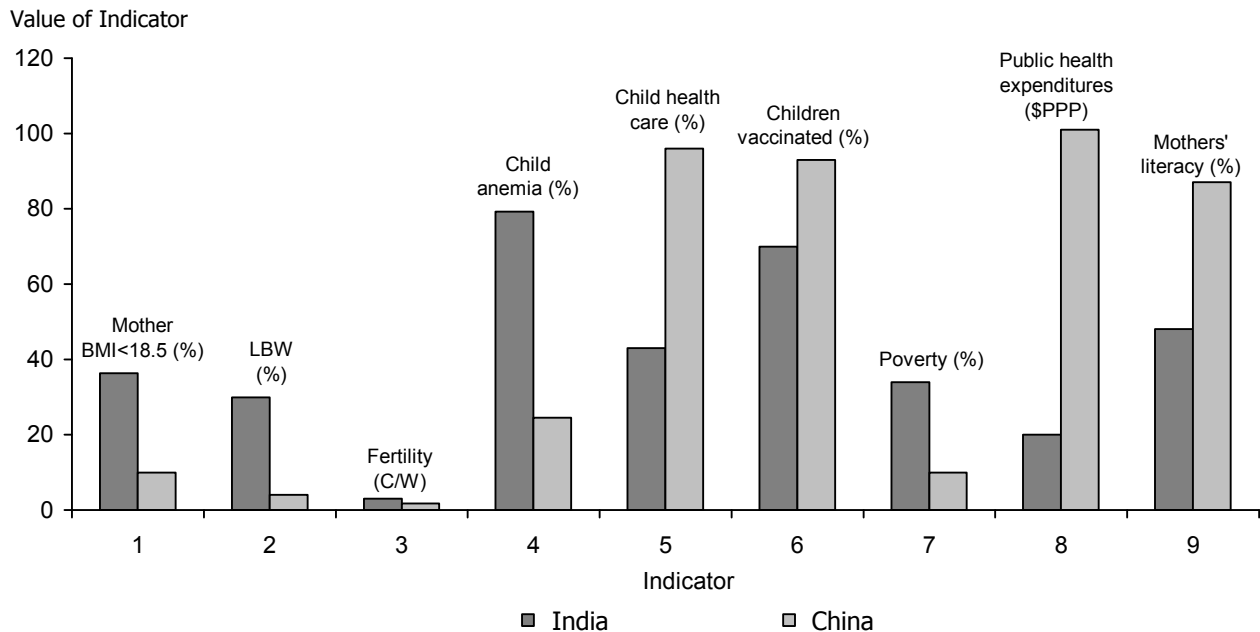 Value of Indicator
120
100
80
60
40
20
0
Mother
BMI<18.5 (%)
LBW
(%)
Fertility
(C/W)
Child
anemia (%)
Child health
care (%)
Children
vaccinated (%)
Poverty (%)
Public health
expenditures
($PPP)
Mothers'
literacy (%)
1 2 3 4 5 6 7 8 9
Indicator
India China